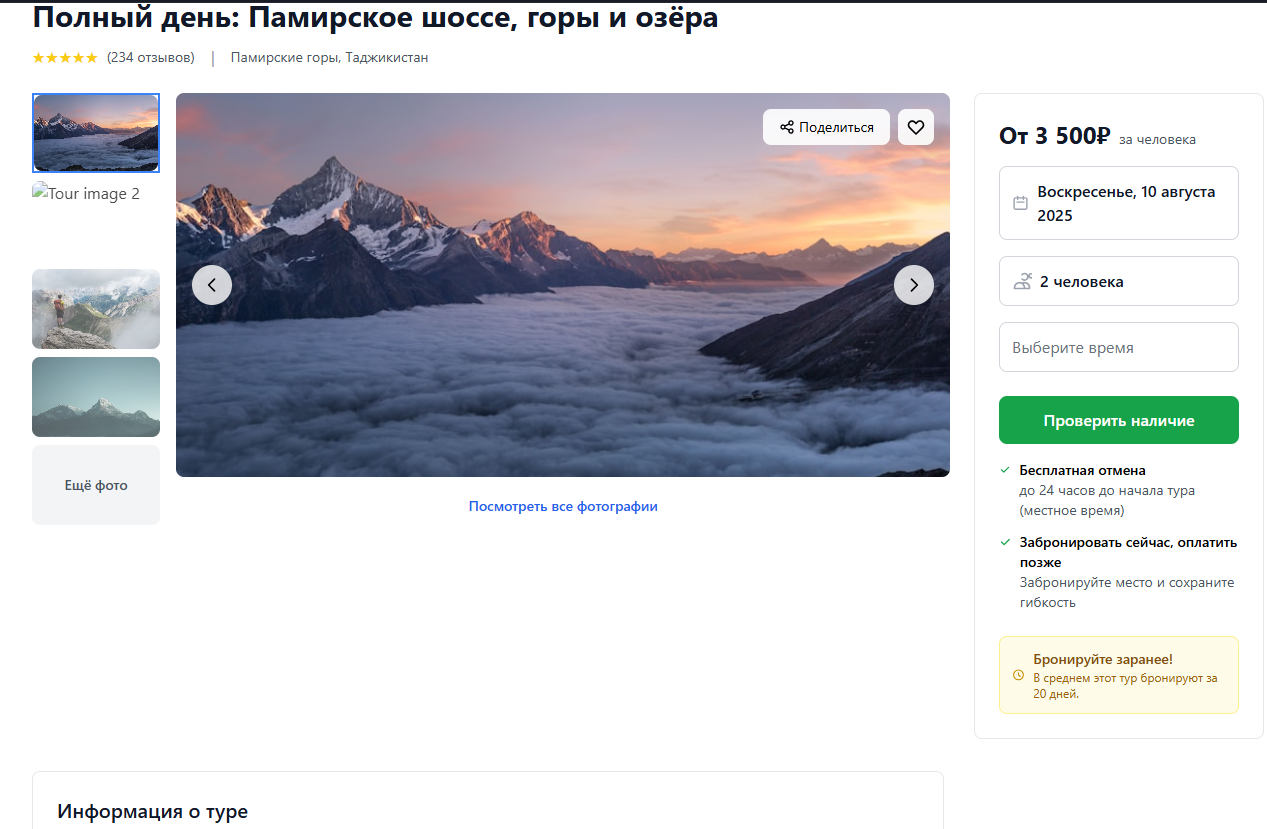 Полный день: Памирское шоссе, горы и озёра
★★★★★ (234 отзывов) | Памирские горы, Таджикистан
Tour image 2
Ещё фото
Поделиться
Посмотреть все фотографии
От 3 500₽ за человека
Воскресенье, 10 августа
2025
2 человека
Выберите время
Проверить наличие
Бесплатная отмена
до 24 часов до начала тура
(местное время)
Забронировать сейчас, оплатить
позже
Забронируйте место и сохраните
гибкость
Бронируйте заранее!
В среднем этот тур бронируют за
20 дней.
Информация о туре